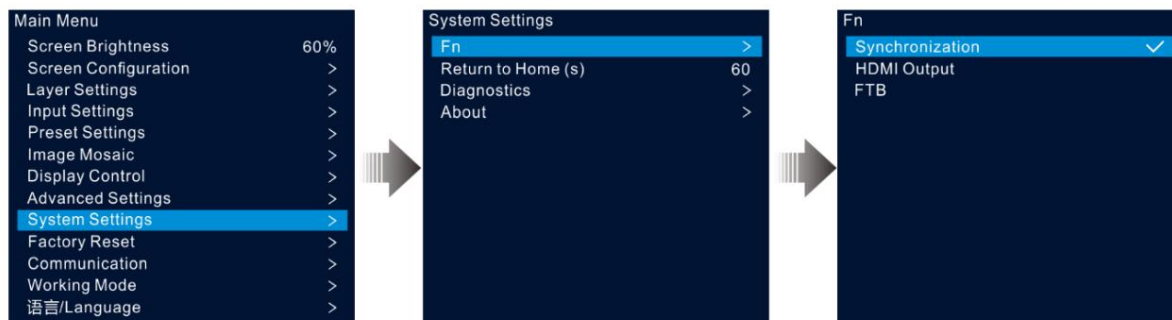 Main Menu
Screen Brightness 60%
Screen Configuration >
Layer Settings >
Input Settings >
Preset Settings >
Image Mosaic >
Display Control >
Advanced Settings >
System Settings >
Factory Reset >
Communication >
Working Mode >
语言/Language >
System Settings
Fn >
Return to Home (s) 60
Diagnostics >
About >
Fn
Synchronization ✓
HDMI Output
FTB